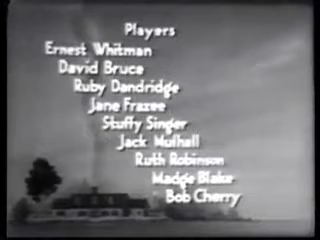 Players
Ernest Whitman
David Bruce
Ruby Dandridge
Jane Frazee
Stuffy Singer
Jack Mulhall
Ruth Robinson
Madge Blake
Bob Cherry